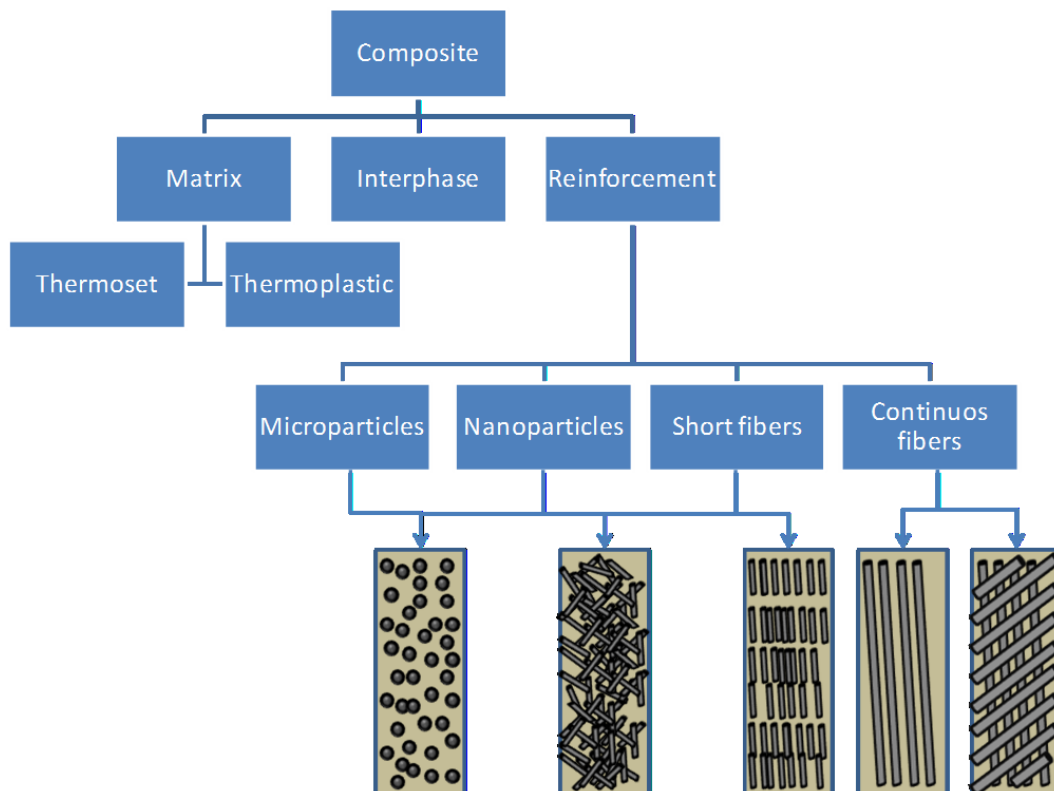 Composite
Matrix
Interphase
Reinforcement
Thermoset
Thermoplastic
Microparticles
Nanoparticles
Short fibers
Continuos
fibers